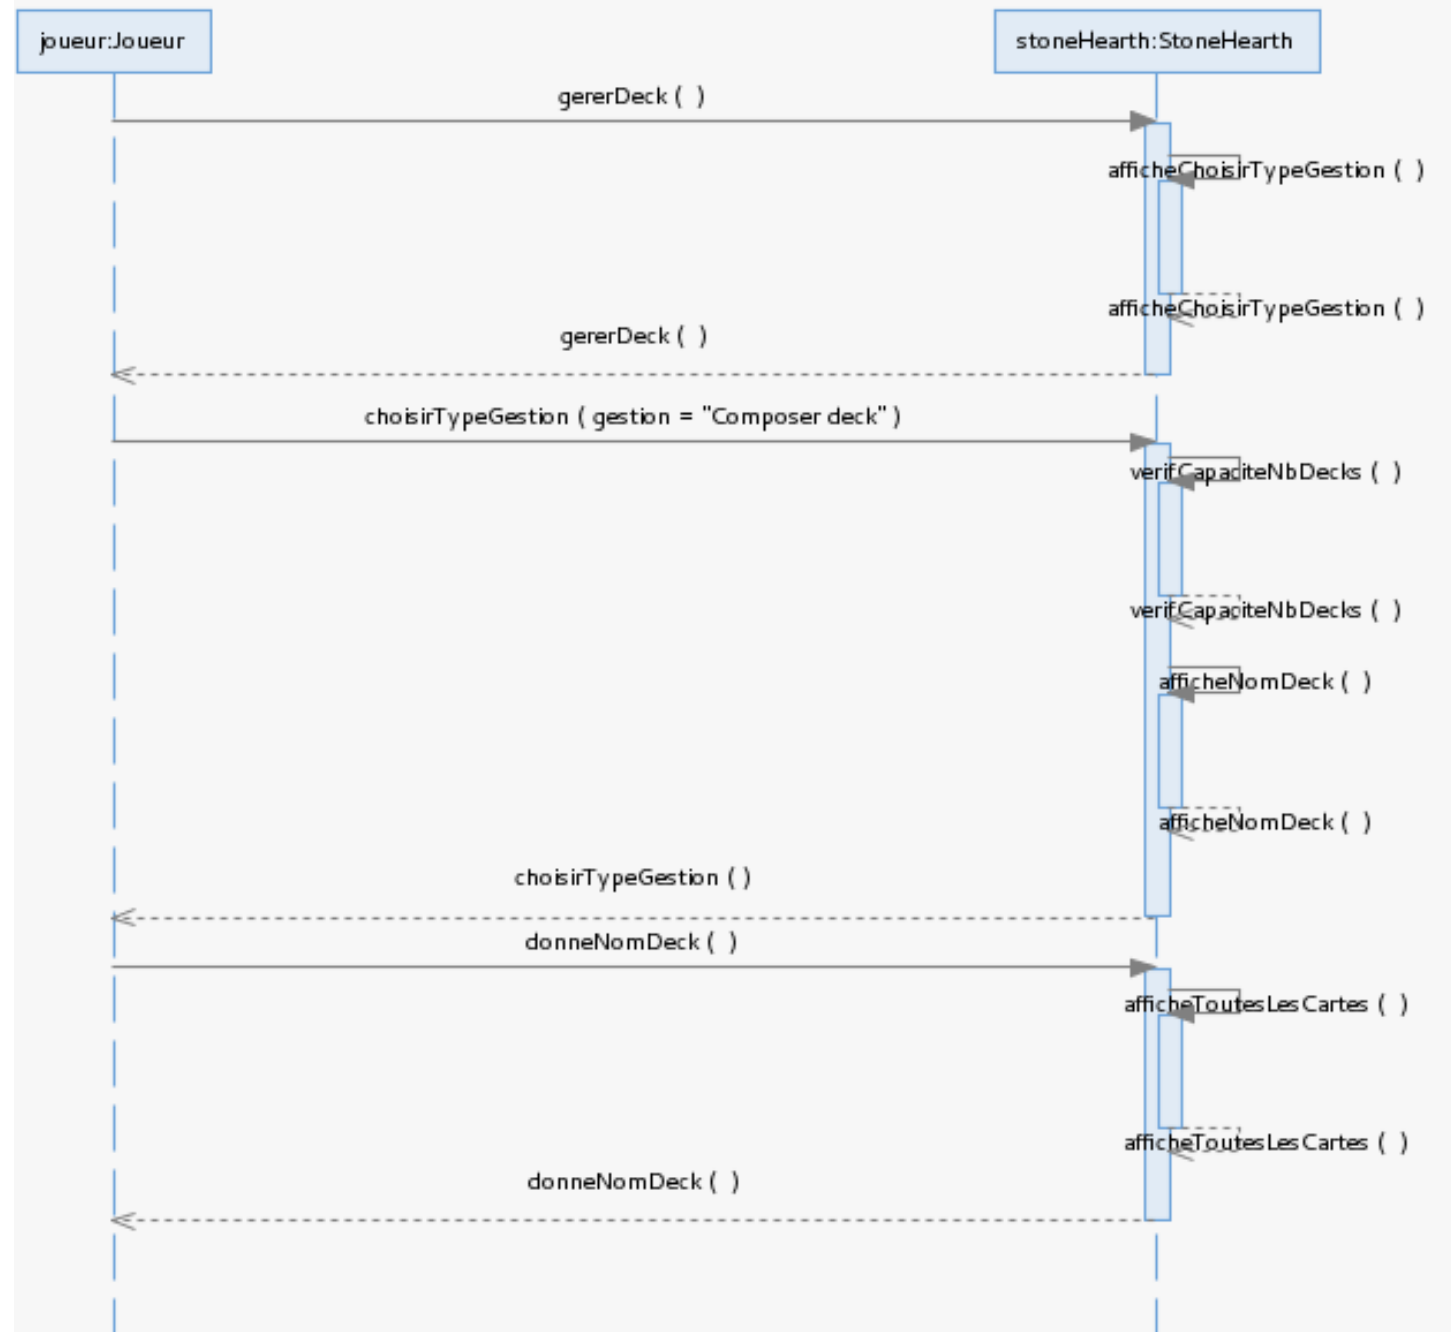 joueur:Joueur
stoneHearth:StoneHearth
gererDeck ( )
afficheChoisirTypeGestion ( )
afficheChoisirTypeGestion ( )
gererDeck ( )
choisirTypeGestion ( gestion = "Composer deck" )
verifCapaciteNbDecks ( )
verifCapaciteNbDecks ( )
afficheNomDeck ( )
afficheNomDeck ( )
choisirTypeGestion ( )
donneNomDeck ( )
afficheToutesLesCartes ( )
afficheToutesLesCartes ( )
donneNomDeck ( )